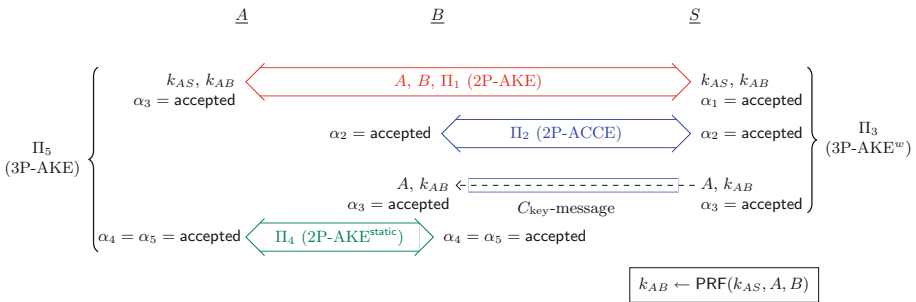 A B S
k_AS, k_AB A, B, Π₁ (2P-AKE) k_AS, k_AB
α₃ = accepted α₁ = accepted
α₂ = accepted Π₂ (2P-ACCE) α₂ = accepted
Π₅ Π₃
(3P-AKE) (3P-AKE^w)
A, k_AB A, k_AB
α₃ = accepted C_key-message α₃ = accepted
α₄ = α₅ = accepted Π₄ (2P-AKE^static) α₄ = α₅ = accepted
k_AB ← PRF(k_AS, A, B)